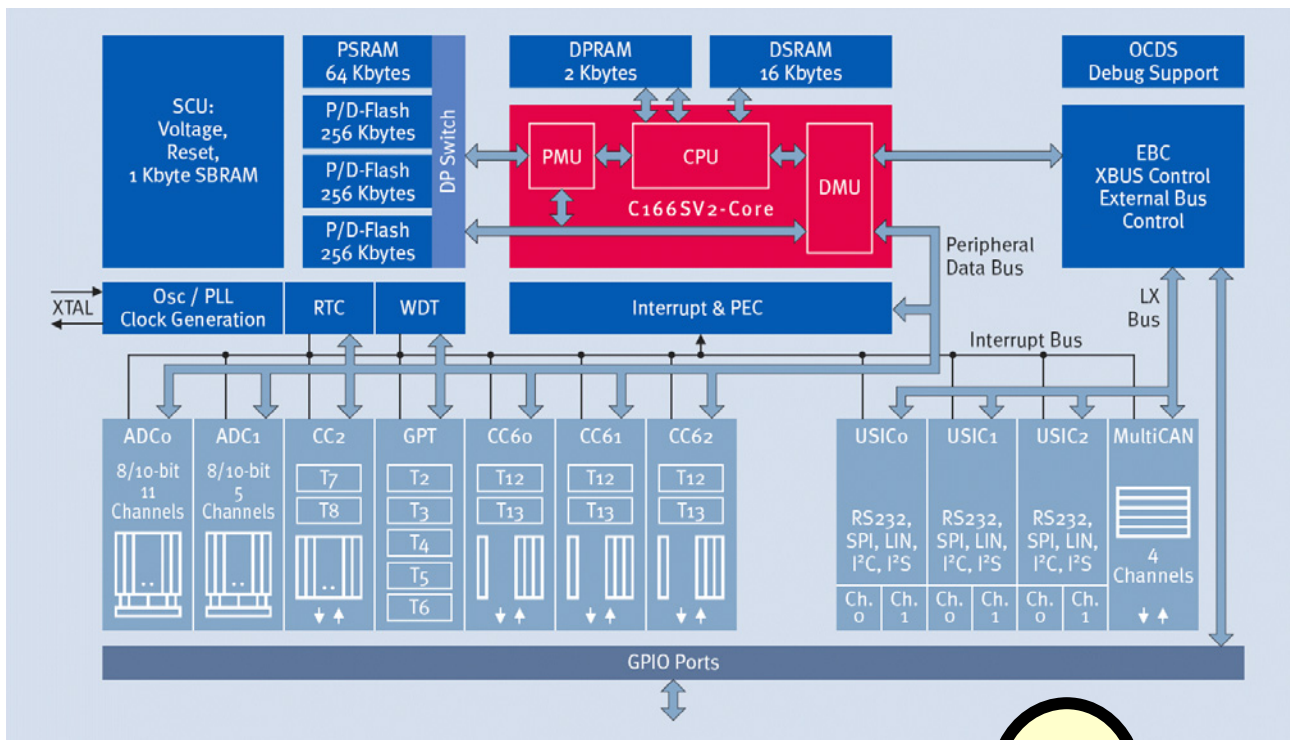 SCU:
Voltage,
Reset,
1 Kbyte SBRAM
PSRAM
64 Kbytes
P/D-Flash
256 Kbytes
P/D-Flash
256 Kbytes
P/D-Flash
256 Kbytes
DP Switch
DPRAM
2 Kbytes
DSRAM
16 Kbytes
PMU
CPU
DMU
C166SV2-Core
OCDS
Debug Support
EBC
XBUS Control
External Bus
Control
Peripheral
Data Bus
LX
Bus
XTAL
Osc / PLL
Clock Generation
RTC
WDT
Interrupt & PEC
Interrupt Bus
ADC0
8/10-bit
11
Channels
ADC1
8/10-bit
5
Channels
CC2
T7
T8
GPT
T2
T3
T4
T5
T6
CC60
T12
T13
CC61
T12
T13
CC62
T12
T13
USIC0
RS232,
SPI, LIN,
I²C, I²S
Ch.
0
Ch.
1
USIC1
RS232,
SPI, LIN,
I²C, I²S
Ch.
0
Ch.
1
USIC2
RS232,
SPI, LIN,
I²C, I²S
Ch.
0
Ch.
1
MultiCAN
4
Channels
GPIO Ports